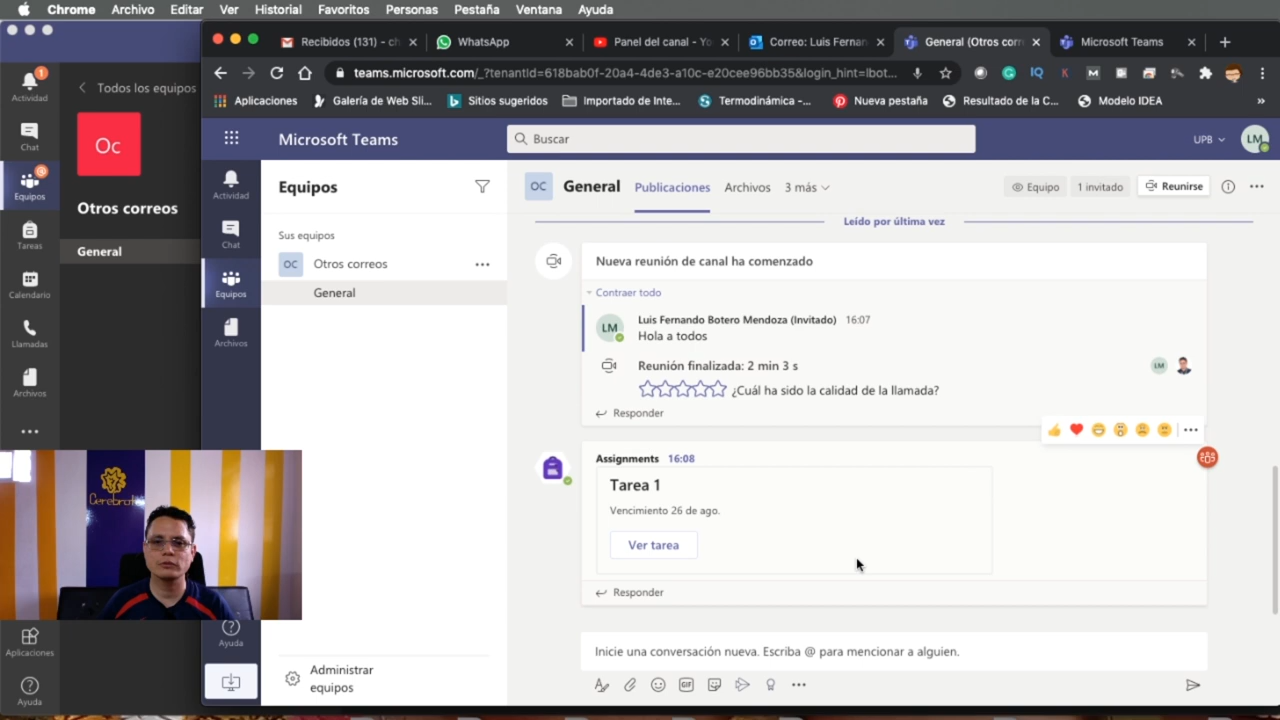 Chrome Archivo Editar Ver Historial Favoritos Personas Pestaña Ventana Ayuda
Recibidos (131) - c
WhatsApp
Panel del canal - Yo
Correo: Luis Fernan
General (Otros corr
Microsoft Teams
teams.microsoft.com/_?tenantId=618bab0f-20a4-4de3-a10c-e20cee96bb35&login_hint=lbot...
Aplicaciones
Galería de Web Sli...
Sitios sugeridos
Importado de Inte...
Termodinámica -...
Nueva pestaña
Resultado de la C...
Modelo IDEA
»
Actividad
1
Chat
Equipos
Tareas
Calendario
Llamadas
Archivos
Aplicaciones
Ayuda
Todos los equipos
Oc
Otros correos
General
Microsoft Teams
Buscar
UPB
LM
Actividad
Chat
Equipos
Archivos
Ayuda
Equipos
Sus equipos
OC Otros correos
General
Administrar
equipos
OC General Publicaciones Archivos 3 más
Equipo
1 invitado
Reunirse
Leído por última vez
Nueva reunión de canal ha comenzado
Contraer todo
LM
Luis Fernando Botero Mendoza (Invitado) 16:07
Hola a todos
Reunión finalizada: 2 min 3 s
LM
¿Cuál ha sido la calidad de la llamada?
Responder
Assignments 16:08
Tarea 1
Vencimiento 26 de ago.
Ver tarea
Responder
Inicie una conversación nueva. Escriba @ para mencionar a alguien.
GIF